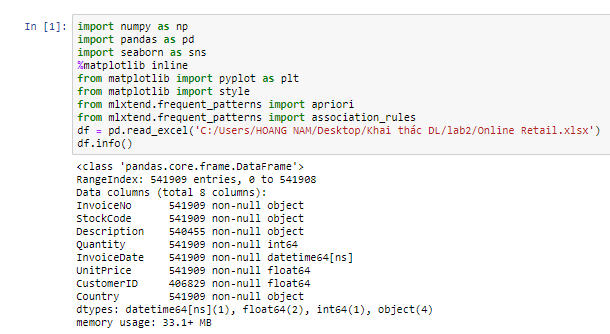 In [1]: import numpy as np
import pandas as pd
import seaborn as sns
%matplotlib inline
from matplotlib import pyplot as plt
from matplotlib import style
from mlxtend.frequent_patterns import apriori
from mlxtend.frequent_patterns import association_rules
df = pd.read_excel('C:/Users/HOANG NAM/Desktop/Khai thác DL/lab2/Online Retail.xlsx')
df.info()
<class 'pandas.core.frame.DataFrame'>
RangeIndex: 541909 entries, 0 to 541908
Data columns (total 8 columns):
InvoiceNo      541909 non-null object
StockCode      541909 non-null object
Description    540455 non-null object
Quantity       541909 non-null int64
InvoiceDate    541909 non-null datetime64[ns]
UnitPrice      541909 non-null float64
CustomerID     406829 non-null float64
Country        541909 non-null object
dtypes: datetime64[ns](1), float64(2), int64(1), object(4)
memory usage: 33.1+ MB